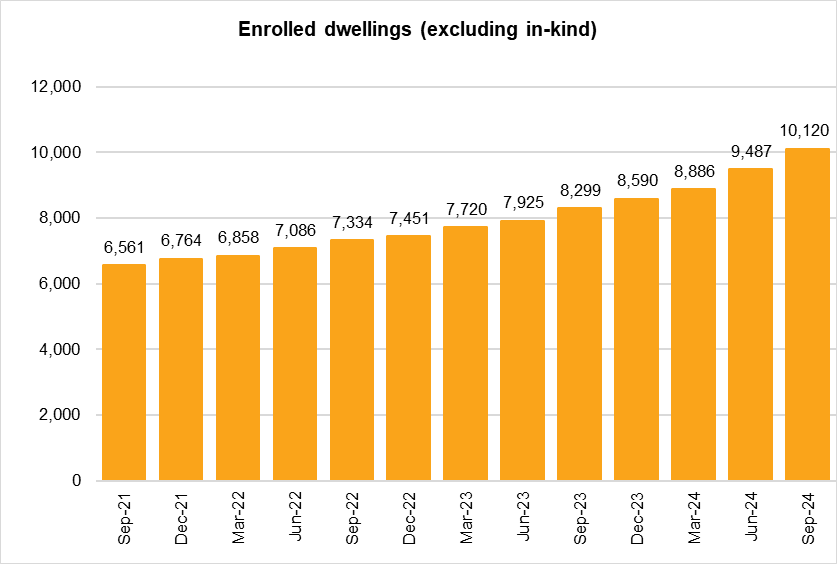 Enrolled dwellings (excluding in-kind)
12,000
10,000
8,000
6,000
4,000
2,000
0
6,561
6,764
6,858
7,086
7,334
7,451
7,720
7,925
8,299
8,590
8,886
9,487
10,120
Sep-21
Dec-21
Mar-22
Jun-22
Sep-22
Dec-22
Mar-23
Jun-23
Sep-23
Dec-23
Mar-24
Jun-24
Sep-24